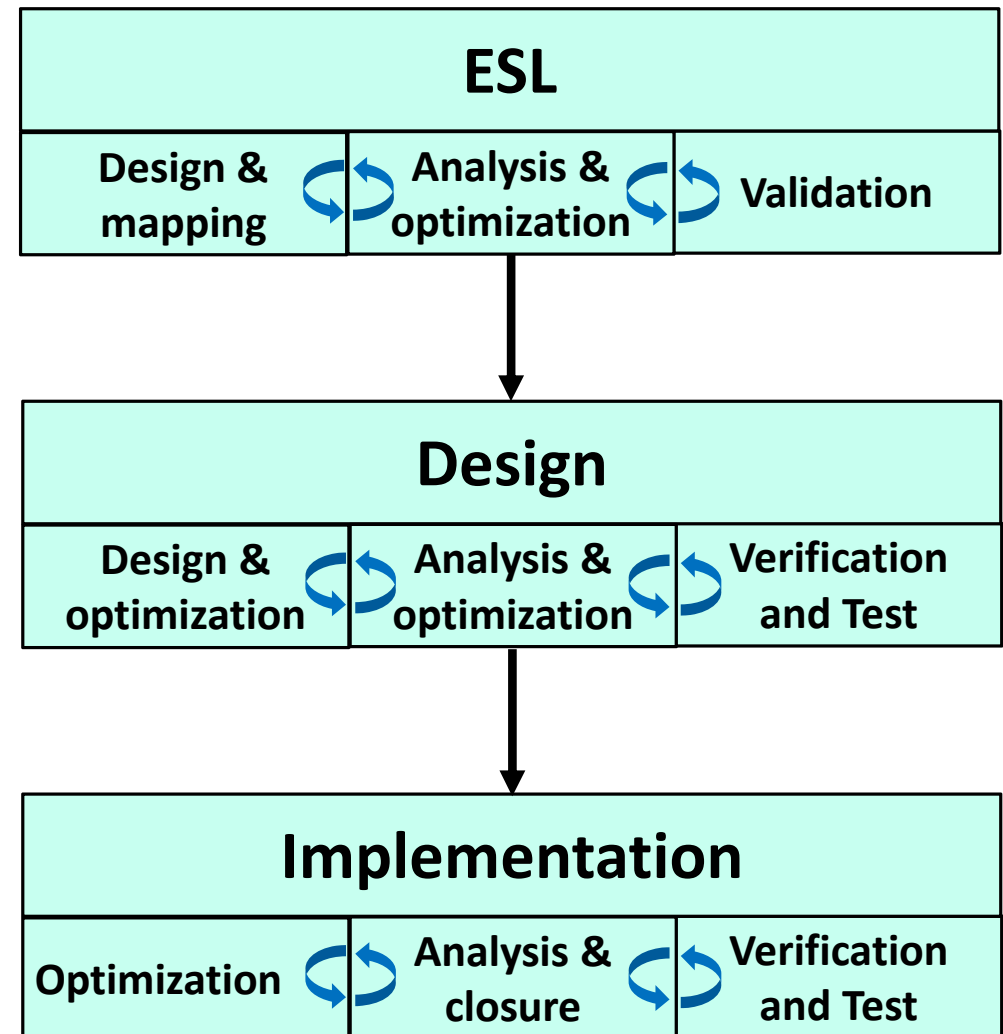 ESL
Design &
mapping
Analysis &
optimization
Validation
Design
Design &
optimization
Analysis &
optimization
Verification
and Test
Implementation
Optimization
Analysis &
closure
Verification
and Test